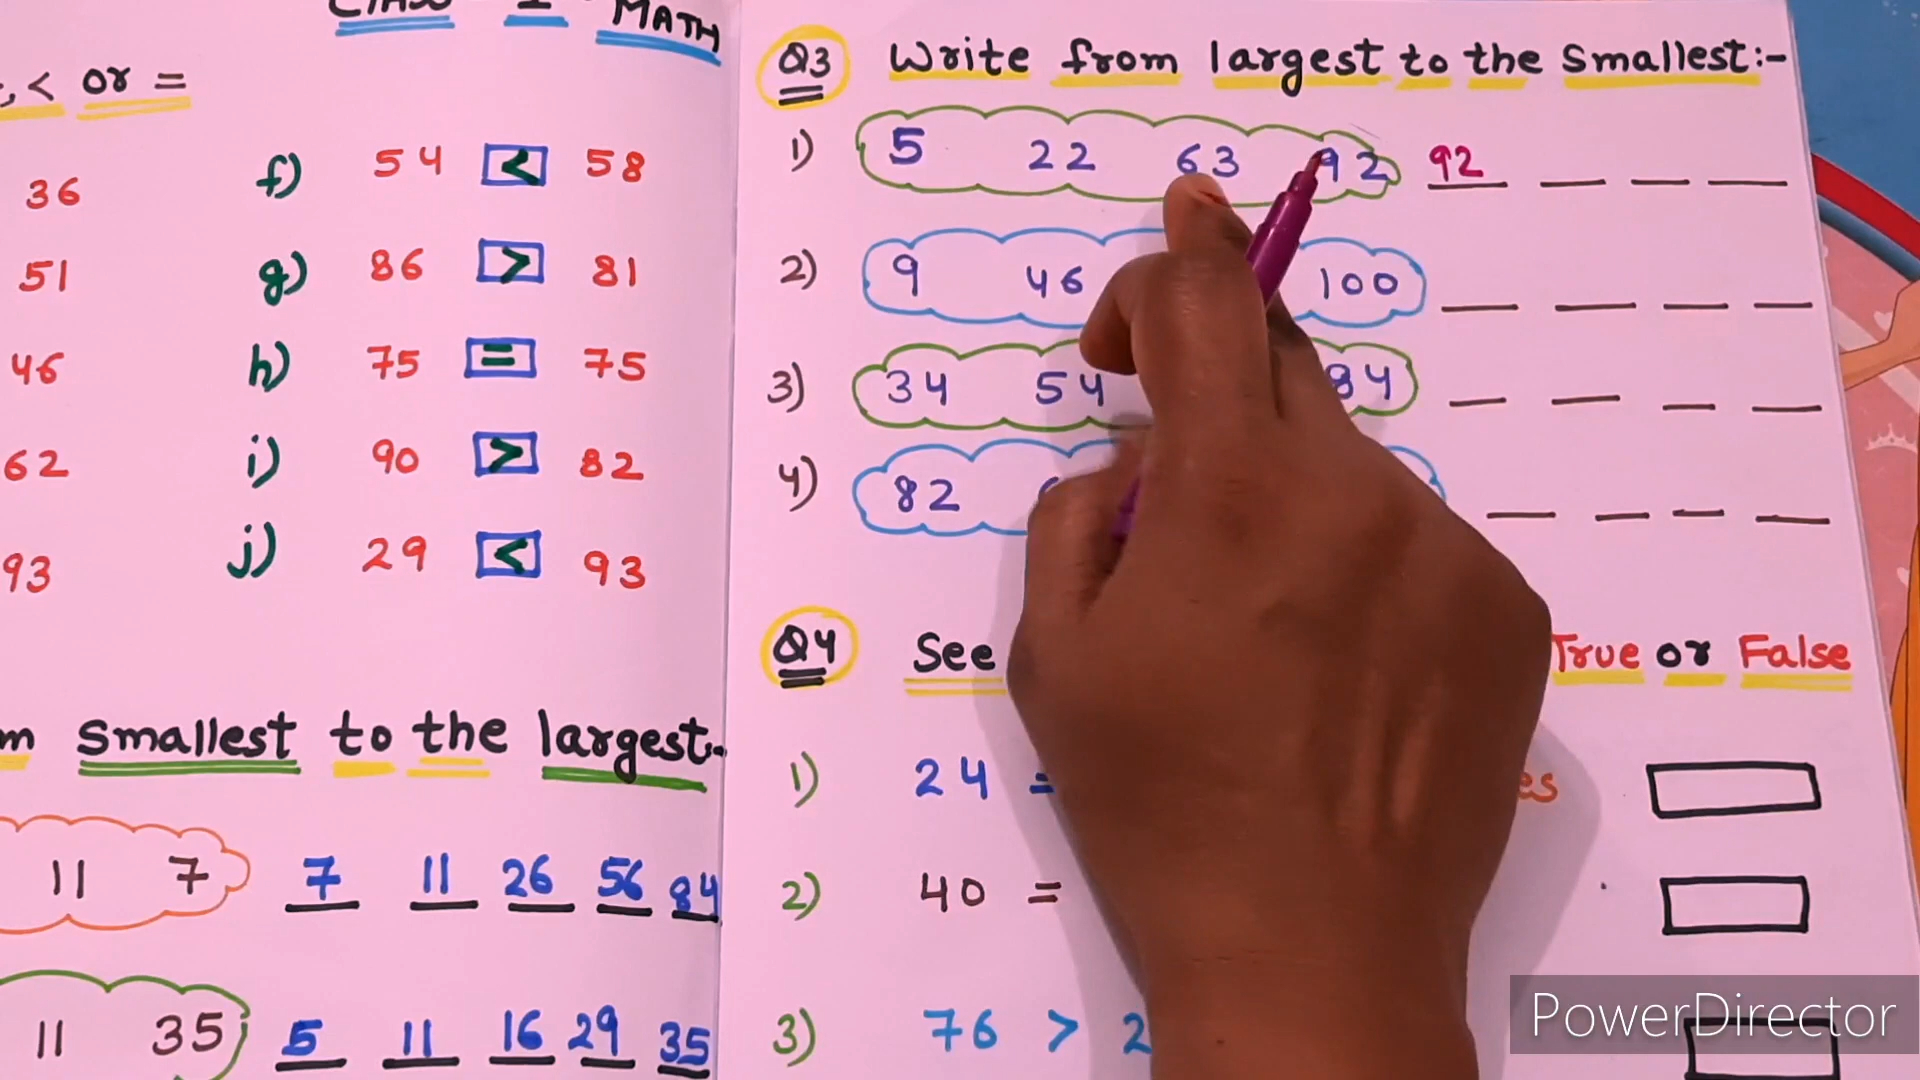 CLASS 1 MATH
, < or =
36 f) 54 < 58
51 g) 86 > 81
46 h) 75 = 75
62 i) 90 > 82
93 j) 29 < 93
smallest to the largest:-
11 7 7 11 26 56 84
11 35 5 11 16 29 35
Q3 Write from largest to the smallest:-
1) 5 22 63 92 92
2) 9 46 100
3) 34 54 84
4) 82
Q4 See True or False
1) 24 =
2) 40 =
3) 76 > 2
PowerDirector